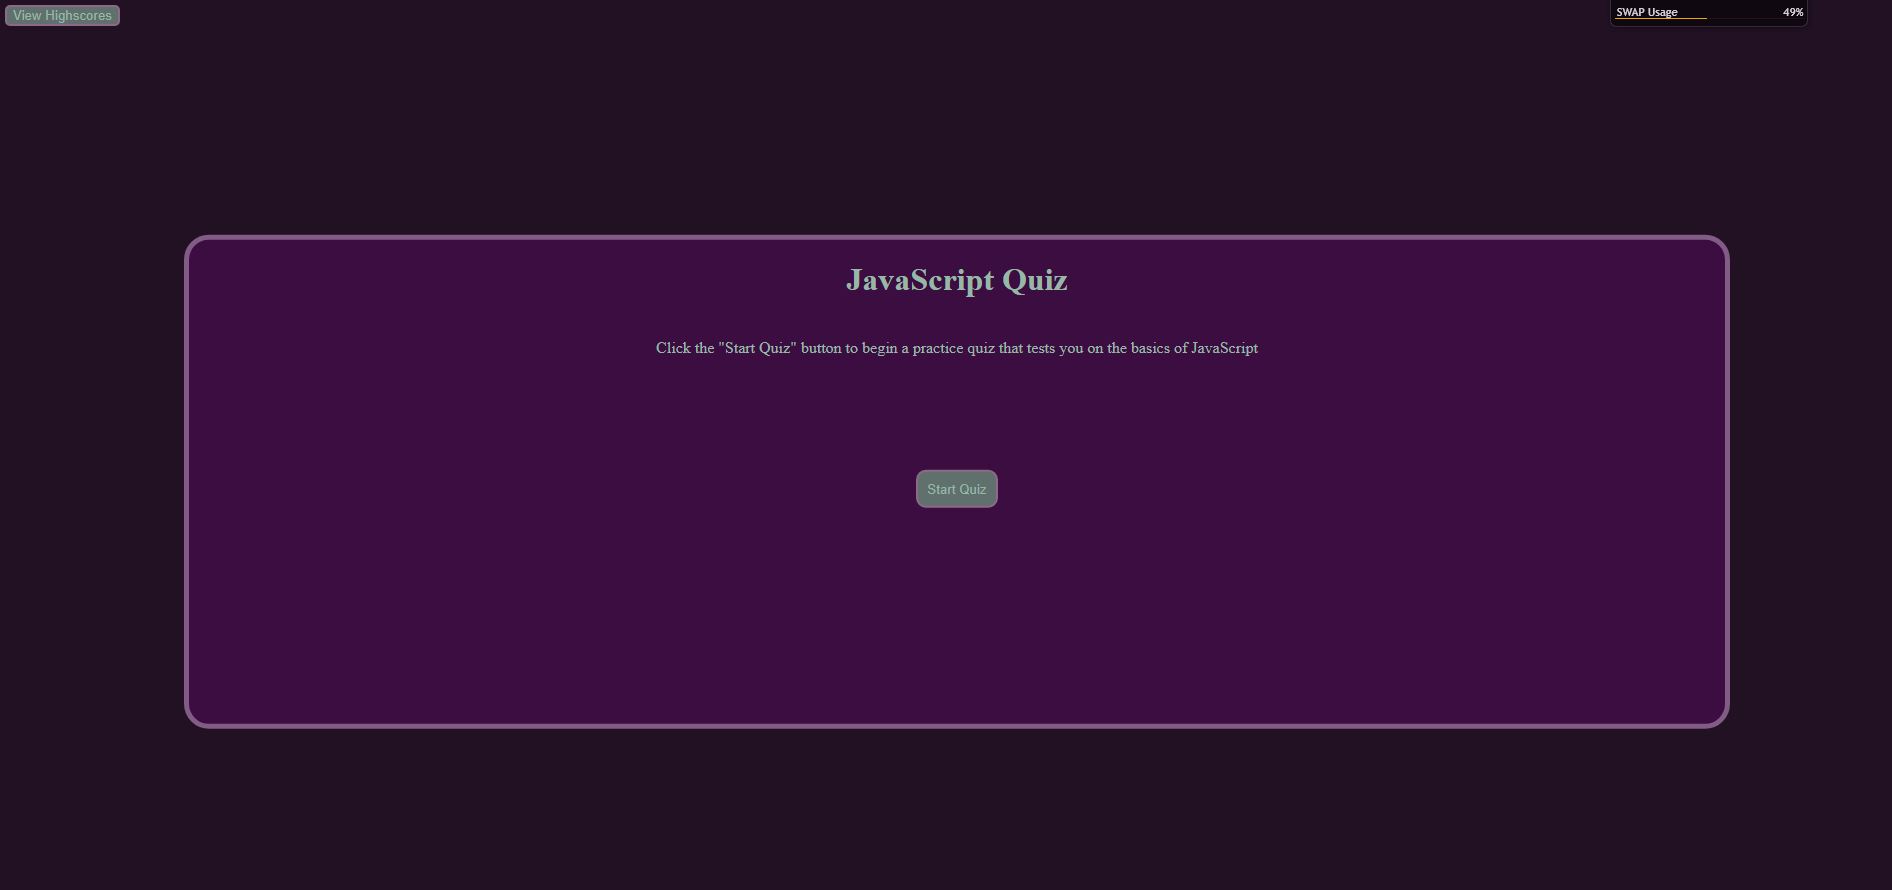 View Highscores
SWAP Usage 49%
JavaScript Quiz
Click the "Start Quiz" button to begin a practice quiz that tests you on the basics of JavaScript
Start Quiz